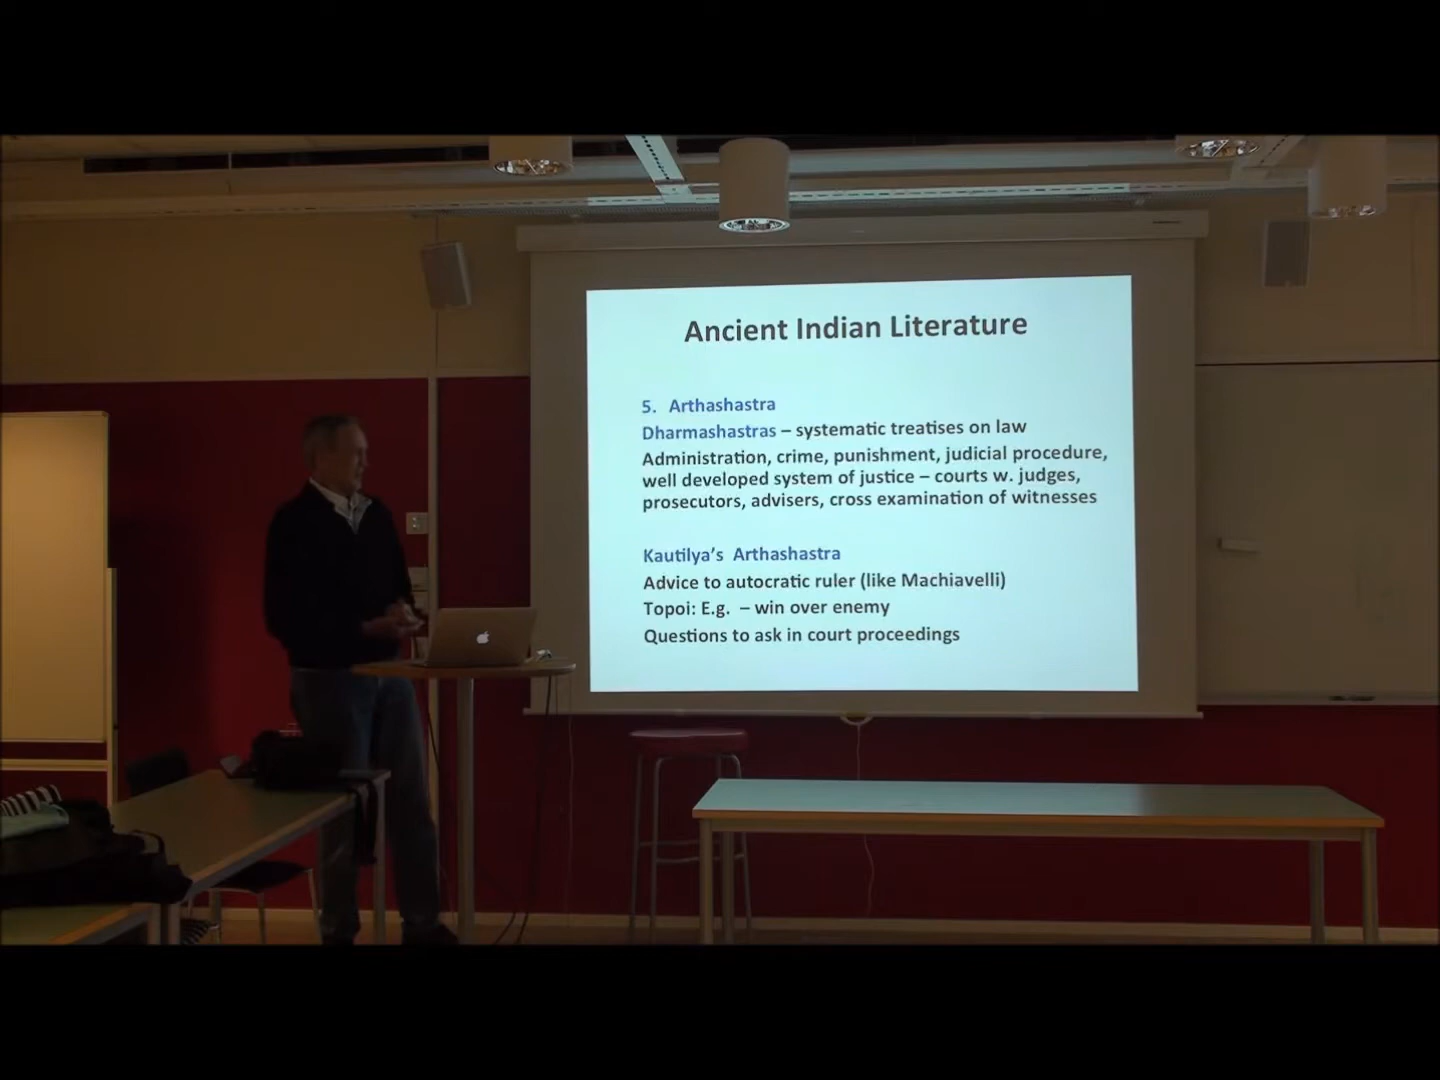 Ancient Indian Literature
5. Arthashastra
Dharmashastras – systematic treatises on law
Administration, crime, punishment, judicial procedure,
well developed system of justice – courts w. judges,
prosecutors, advisers, cross examination of witnesses
Kautilya's Arthashastra
Advice to autocratic ruler (like Machiavelli)
Topoi: E.g. – win over enemy
Questions to ask in court proceedings